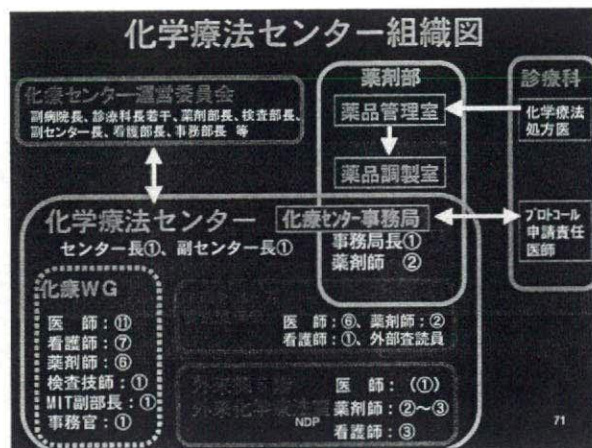 化学療法センター組織図
化療センター運営委員会
副病院長、診療科長若干、薬剤部長、検査部長、
副センター長、看護部長、事務部長 等
薬剤部
薬品管理室
薬品調製室
診療科
化学療法
処方医
プロトコール
申請責任
医師
化学療法センター
化療センター事務局
センター長①、副センター長①
事務局長①
薬剤師 ②
化療WG
医 師：⑪
看護師：⑦
薬剤師：⑥
検査技師：①
MIT副部長：①
事務官：①
医 師：⑥、薬剤師：②
看護師：①、外部査読員
医 師：（①）
薬剤師：②～③
看護師：③
NDP
71